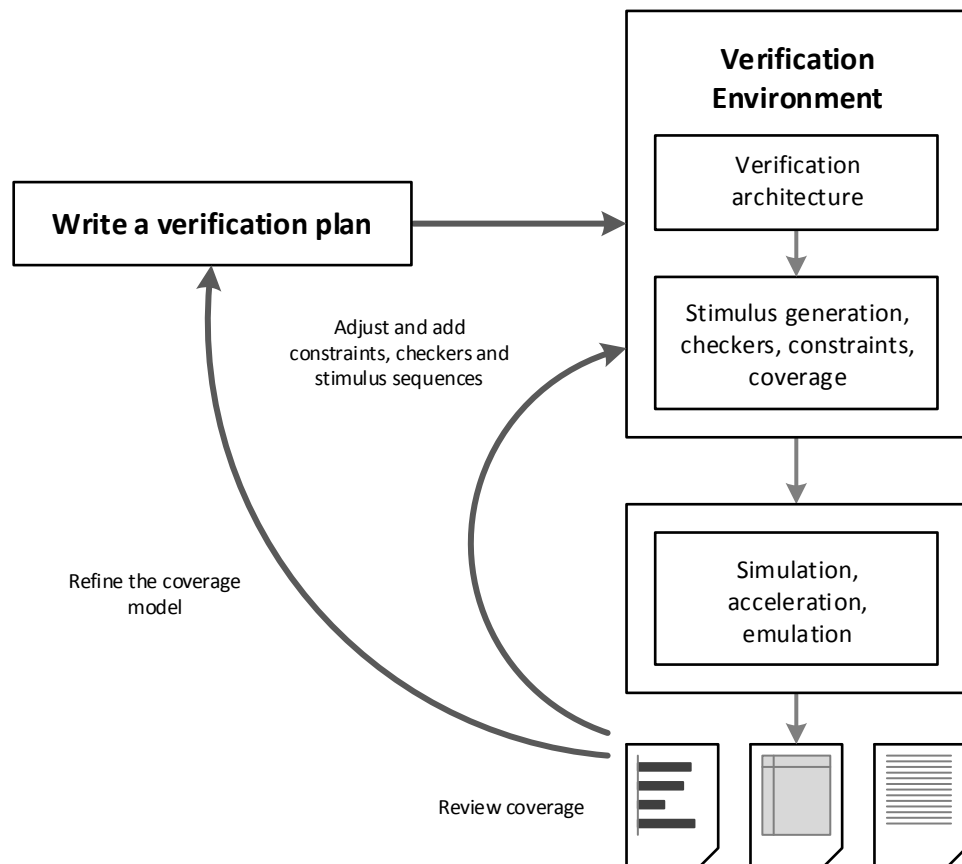 Verification
Environment
Verification
architecture
Write a verification plan
Stimulus generation,
checkers, constraints,
coverage
Adjust and add
constraints, checkers and
stimulus sequences
Simulation,
acceleration,
emulation
Refine the coverage
model
Review coverage